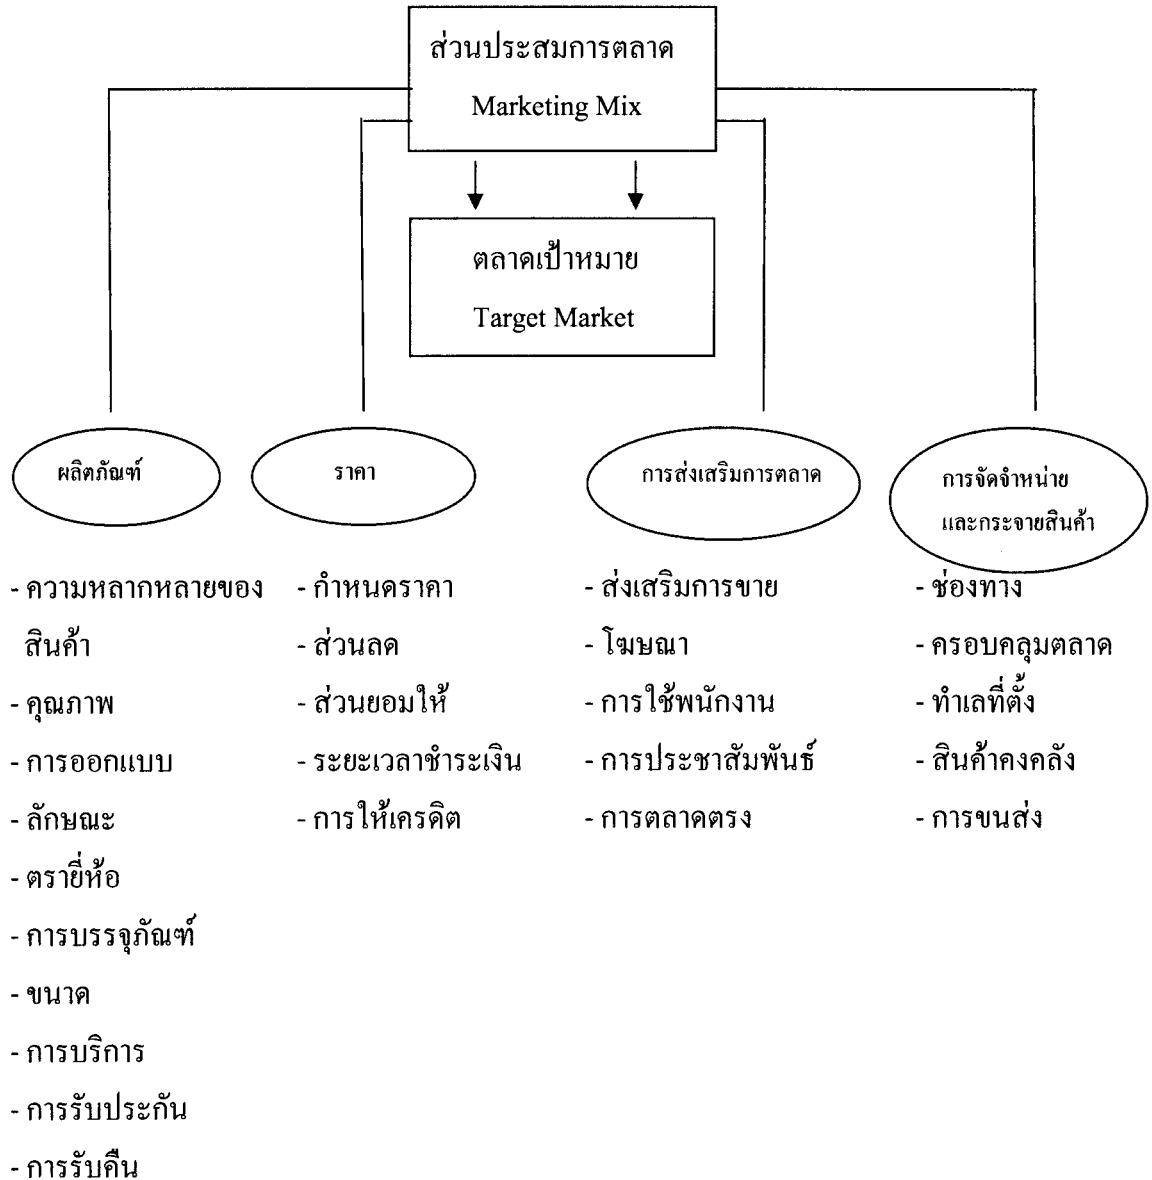 ส่วนประสมการตลาด
Marketing Mix
ตลาดเป้าหมาย
Target Market
ผลิตภัณฑ์
ราคา
การส่งเสริมการตลาด
การจัดจำหน่าย
และกระจายสินค้า
- ความหลากหลายของ
สินค้า
- คุณภาพ
- การออกแบบ
- ลักษณะ
- ตรายี่ห้อ
- การบรรจุภัณฑ์
- ขนาด
- การบริการ
- การรับประกัน
- การรับคืน
- กำหนดราคา
- ส่วนลด
- ส่วนยอมให้
- ระยะเวลาชำระเงิน
- การให้เครดิต
- ส่งเสริมการขาย
- โฆษณา
- การใช้พนักงาน
- การประชาสัมพันธ์
- การตลาดตรง
- ช่องทาง
- ครอบคลุมตลาด
- ทำเลที่ตั้ง
- สินค้าคงคลัง
- การขนส่ง